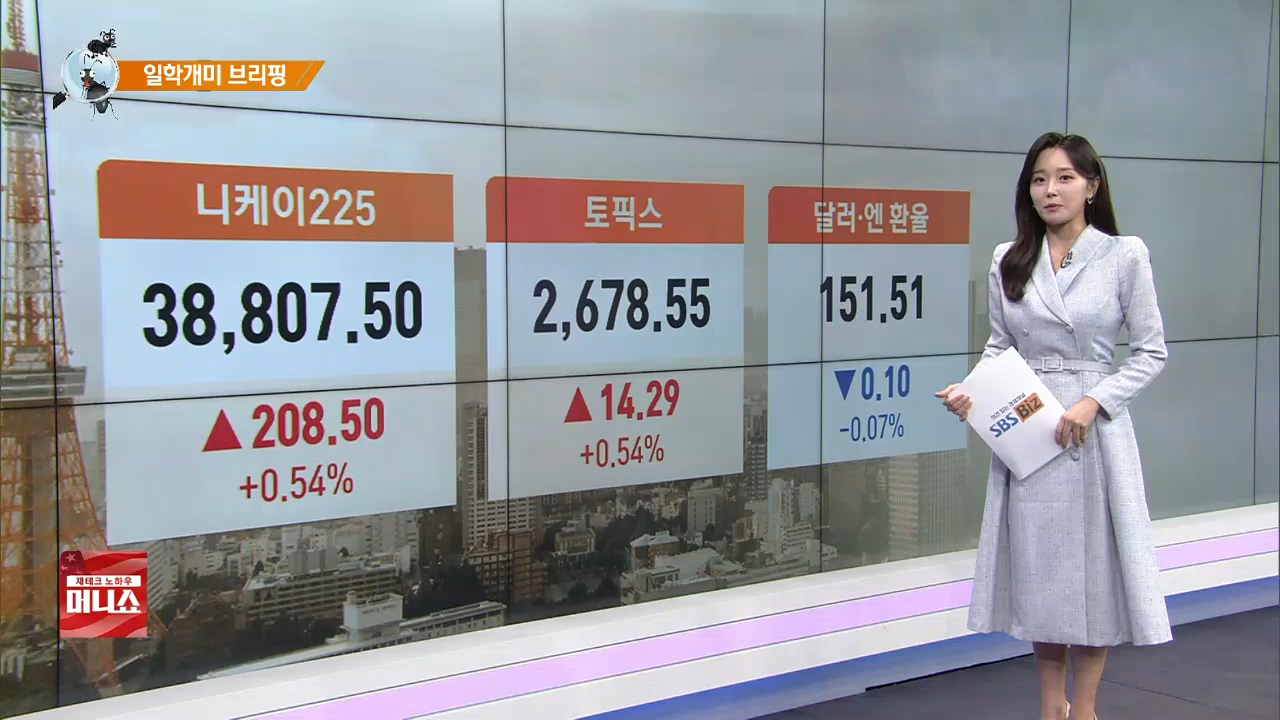 일학개미 브리핑
니케이225
38,807.50
▲208.50
+0.54%
토픽스
2,678.55
▲14.29
+0.54%
달러·엔 환율
151.51
▼0.10
-0.07%
SBS Biz
재테크 노하우
머니쇼